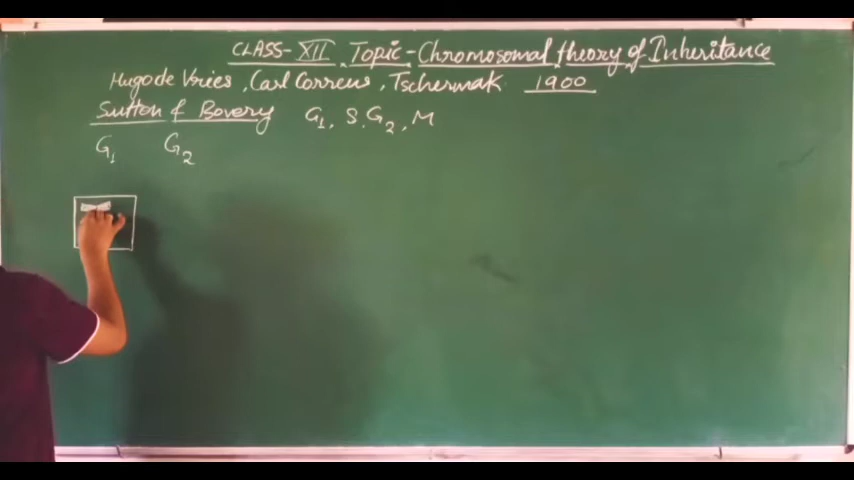 CLASS-XII Topic-Chromosomal theory of Inheritance
Hugo de Vries, Carl Correns, Tschermak 1900
Sutton & Bovery G1, S, G2, M
G1 G2